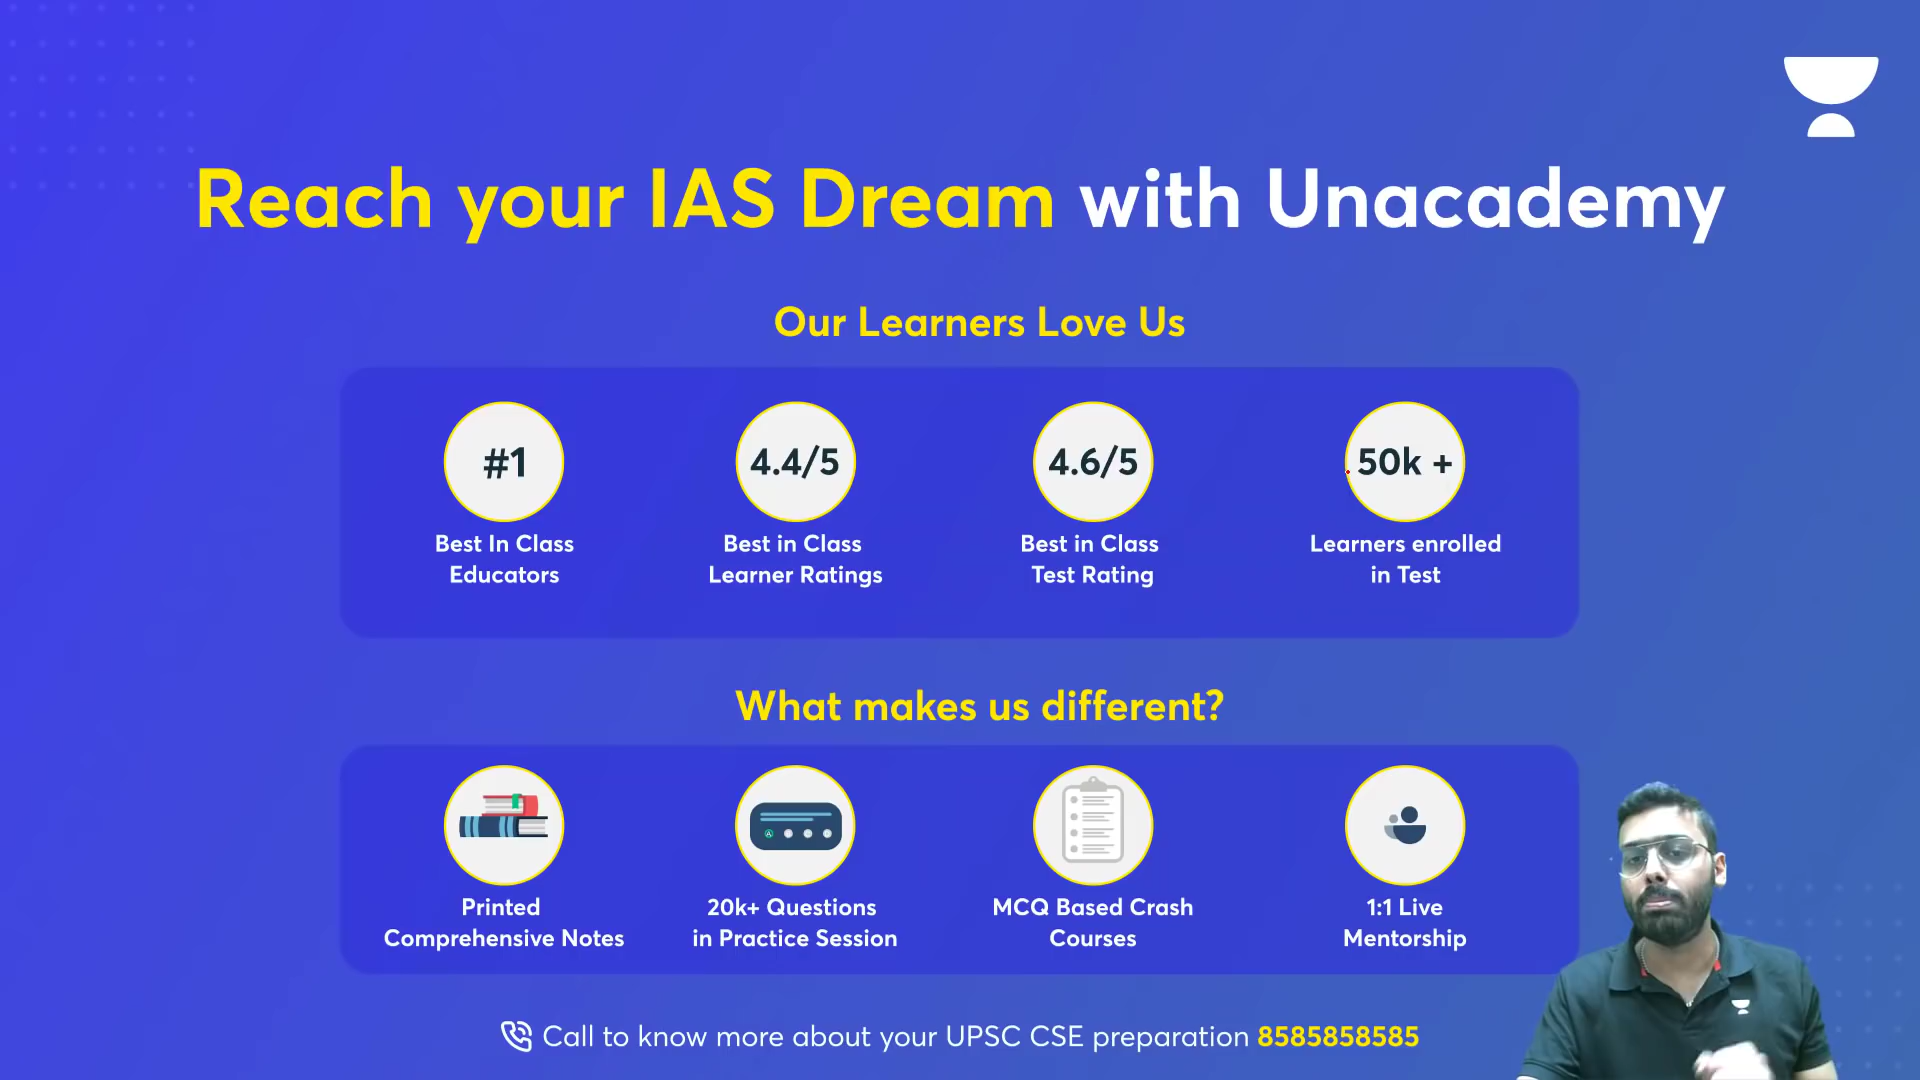 Reach your IAS Dream with Unacademy
Our Learners Love Us
#1
Best In Class
Educators
4.4/5
Best in Class
Learner Ratings
4.6/5
Best in Class
Test Rating
50k +
Learners enrolled
in Test
What makes us different?
Printed
Comprehensive Notes
20k+ Questions
in Practice Session
MCQ Based Crash
Courses
1:1 Live
Mentorship
Call to know more about your UPSC CSE preparation 8585858585